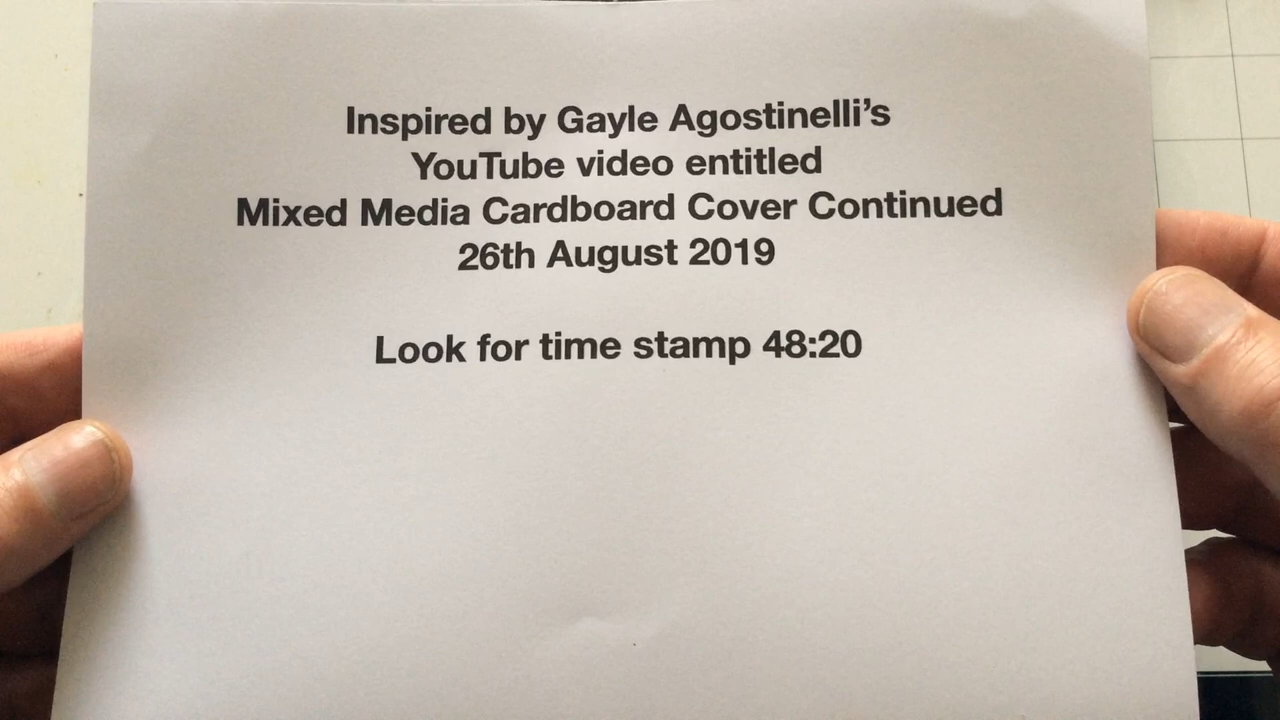 Inspired by Gayle Agostinelli’s
YouTube video entitled
Mixed Media Cardboard Cover Continued
26th August 2019
Look for time stamp 48:20